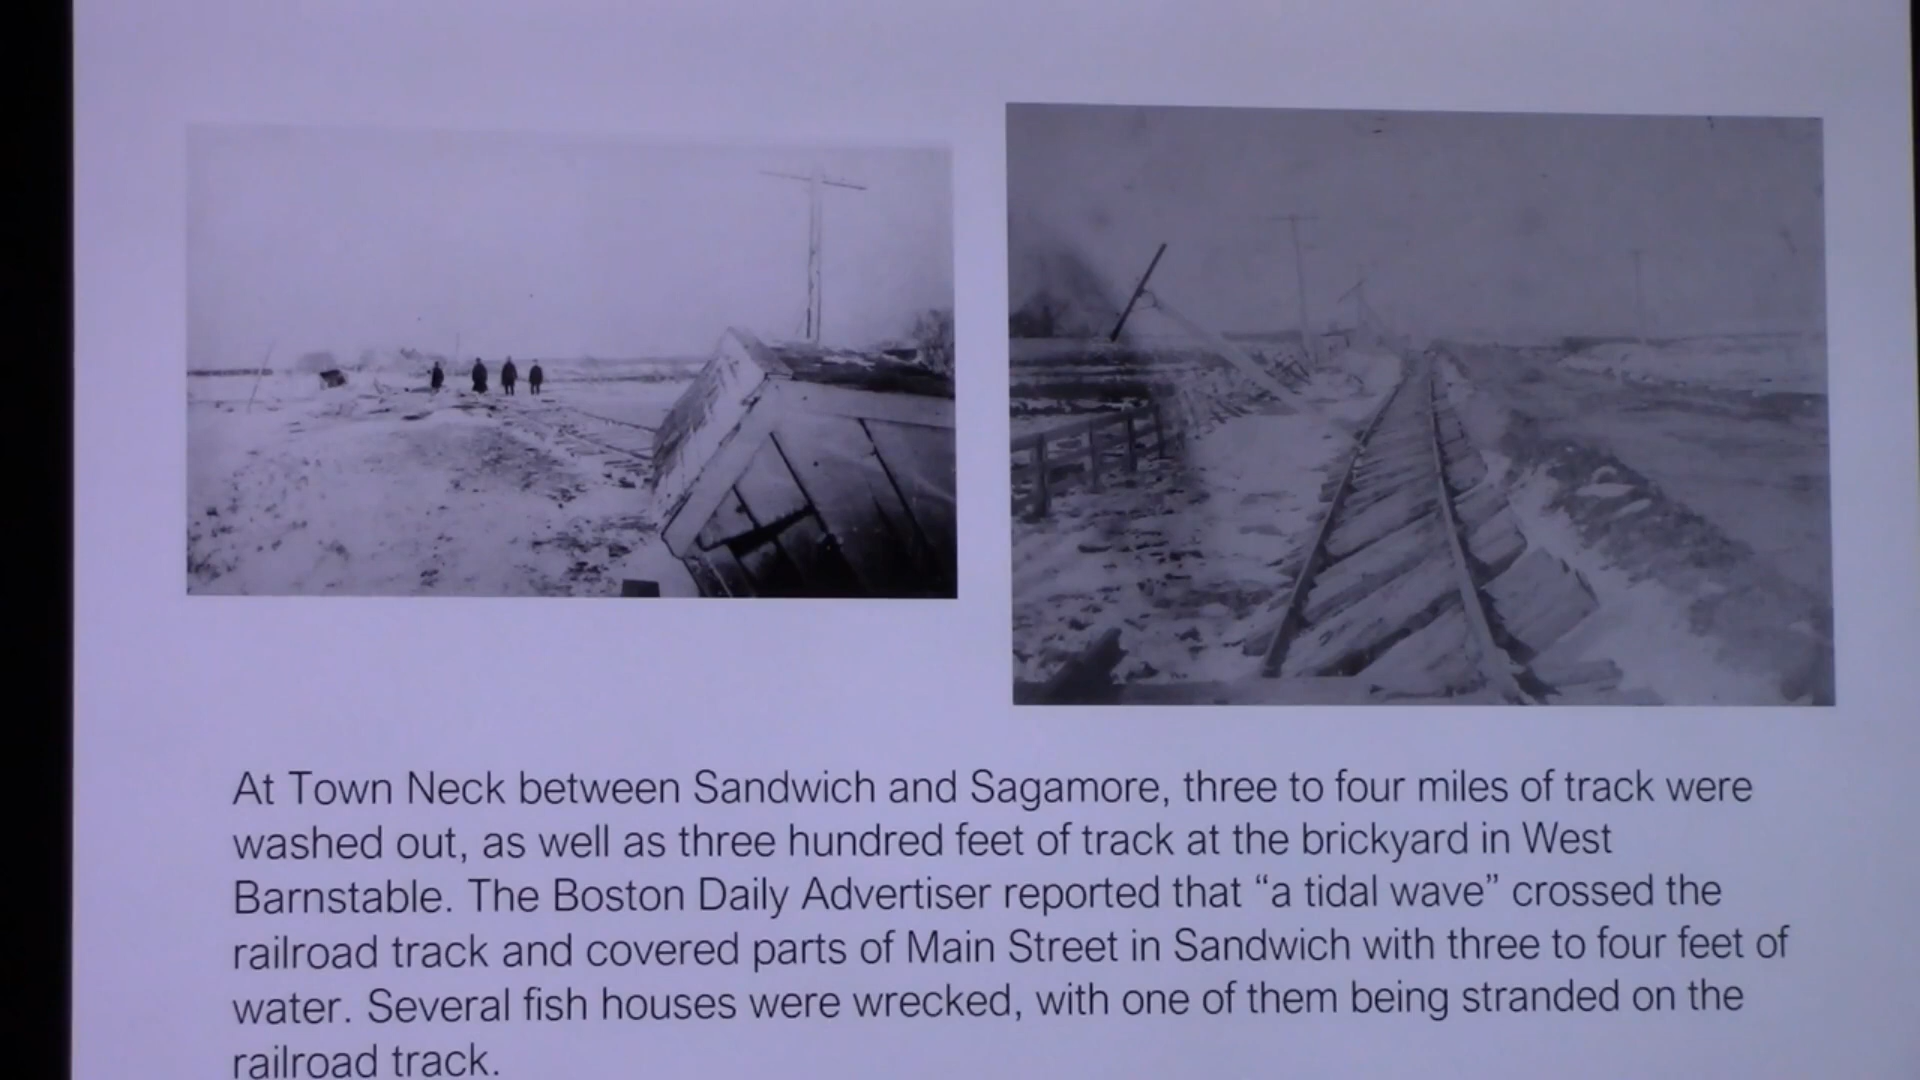 At Town Neck between Sandwich and Sagamore, three to four miles of track were
washed out, as well as three hundred feet of track at the brickyard in West
Barnstable. The Boston Daily Advertiser reported that “a tidal wave” crossed the
railroad track and covered parts of Main Street in Sandwich with three to four feet of
water. Several fish houses were wrecked, with one of them being stranded on the
railroad track.